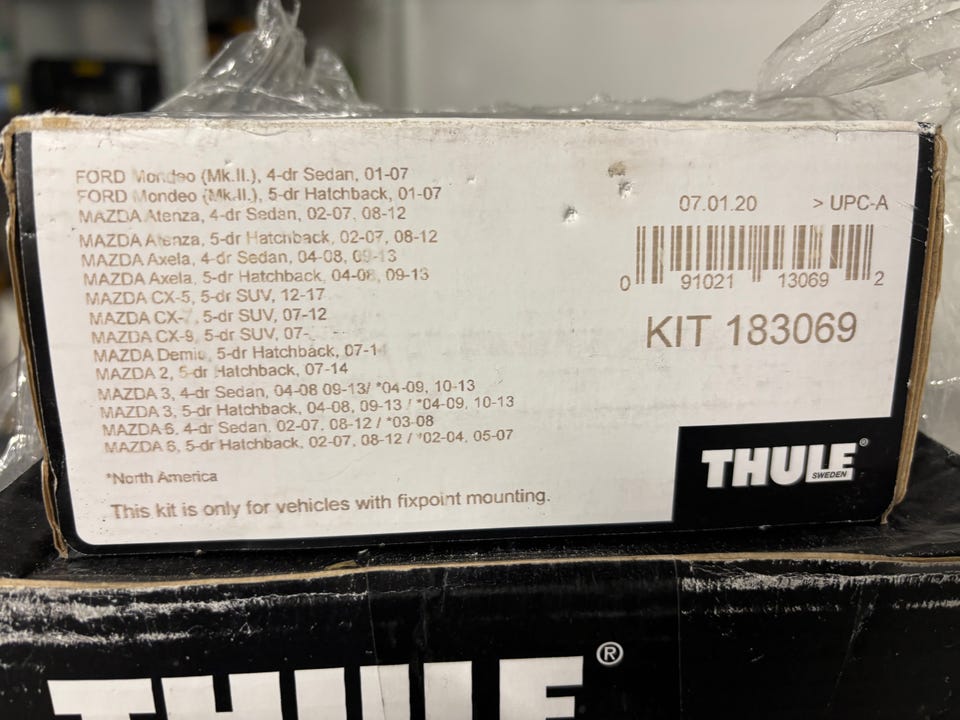 FORD Mondeo (Mk.II.), 4-dr Sedan, 01-07
FORD Mondeo (Mk.II.), 5-dr Hatchback, 01-07
MAZDA Atenza, 4-dr Sedan, 02-07, 08-12
MAZDA Atenza, 5-dr Hatchback, 02-07, 08-12
MAZDA Axela, 4-dr Sedan, 04-08, 09-13
MAZDA Axela, 5-dr Hatchback, 04-08, 09-13
MAZDA CX-5, 5-dr SUV, 12-17
MAZDA CX-7, 5-dr SUV, 07-12
MAZDA CX-9, 5-dr SUV, 07-
MAZDA Demio, 5-dr Hatchback, 07-14
MAZDA 2, 5-dr Hatchback, 07-14
MAZDA 3, 4-dr Sedan, 04-08 09-13/ *04-09, 10-13
MAZDA 3, 5-dr Hatchback, 04-08, 09-13 / *04-09, 10-13
MAZDA 6, 4-dr Sedan, 02-07, 08-12 / *03-08
MAZDA 6, 5-dr Hatchback, 02-07, 08-12 / *02-04, 05-07
*North America
This kit is only for vehicles with fixpoint mounting.
07.01.20 > UPC-A
0 91021 13069 2
KIT 183069
THULE®
SWEDEN
THULE®